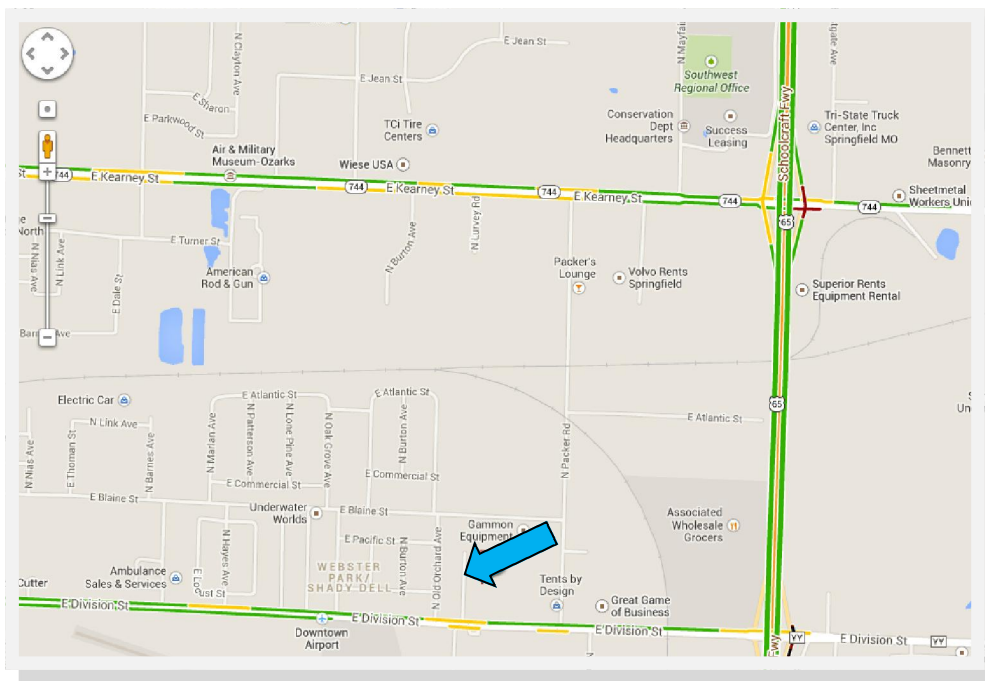 E Jean St
N Clayton Ave
E Jean St
N Mayfai
lgate Ave
Southwest
Regional Office
E Sharon
E Parkwood St
TCi Tire
Centers
Conservation
Dept
Headquarters
Success
Leasing
Schoolcraft Fwy
Tri-State Truck
Center, Inc
Springfield MO
Air & Military
Museum-Ozarks
Wiese USA
Bennett
Masonry
St
744
E Kearney St
744
E Kearney St
744
E Kearney St
744
744
Sheetmetal
Workers Unio
65
North
N Nias Ave
N Link Ave
E Turner St
N Burton Ave
N Lurvey Rd
E Dale St
American
Rod & Gun
Packer's
Lounge
Volvo Rents
Springfield
Superior Rents
Equipment Rental
Ave
Electric Car
E Atlantic St
E Atlantic St
65
Un
N Link Ave
E Atlantic St
N Nias Ave
E Thoman St
N Barnes Ave
N Marian Ave
N Patterson Ave
N Lone Pine Ave
N Oak Grove Ave
N Burton Ave
N Packer Rd
E Commercial St
E Commercial St
E Blaine St
Underwater
Worlds
E Blaine St
Gammon
Equipment
Associated
Wholesale
Grocers
E Pacific St
N Hayes Ave
N Burton Ave
N Old Orchard Ave
WEBSTER
PARK/
SHADY DELL
Cutter
Ambulance
Sales & Services
E Locust St
Tents by
Design
Great Game
of Business
E Division St
E Division St
E Division St
E Division St
YY
YY
Downtown
Airport
N
Fwy